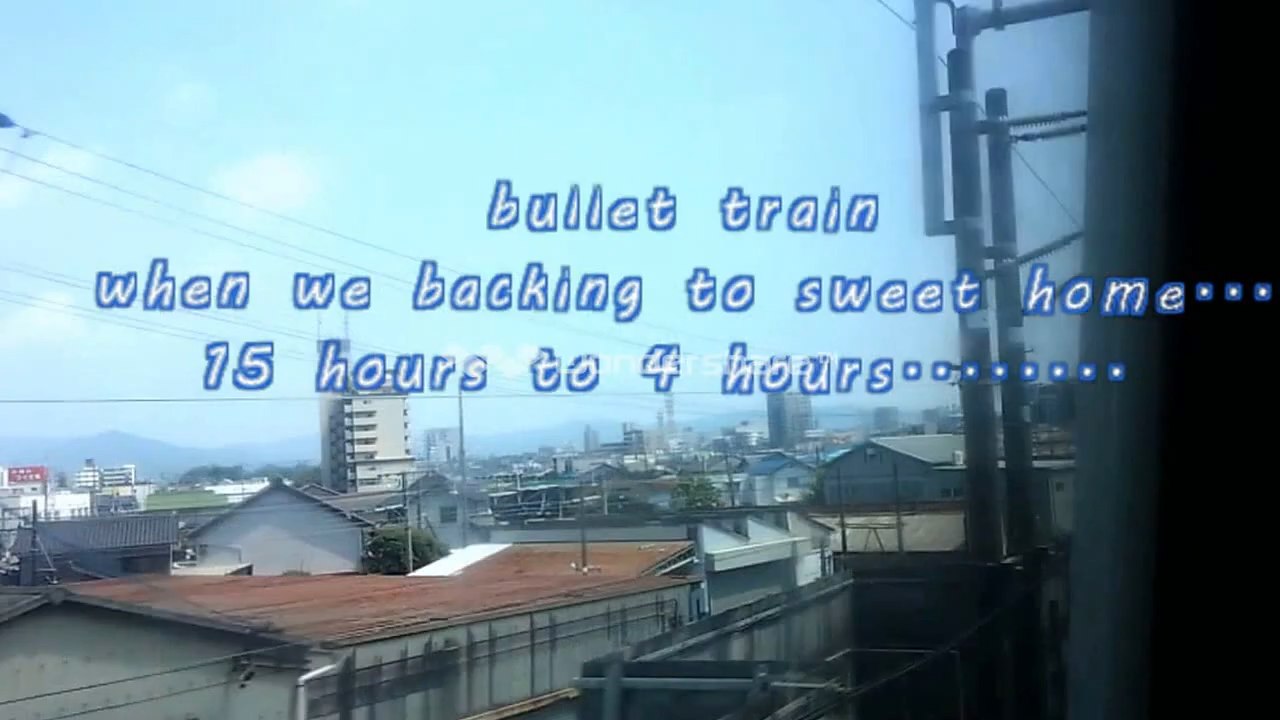 bullet train
when we backing to sweet home･･･
15 hours to 4 hours････････